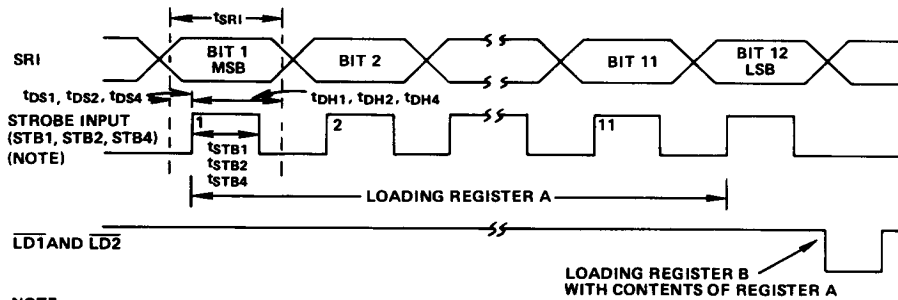 tSRI
SRI
BIT 1
MSB
BIT 2
BIT 11
BIT 12
LSB
tDS1, tDS2, tDS4
tDH1, tDH2, tDH4
STROBE INPUT
(STB1, STB2, STB4)
(NOTE)
1
2
11
tSTB1
tSTB2
tSTB4
LOADING REGISTER A
LD1 AND LD2
LOADING REGISTER B
WITH CONTENTS OF REGISTER A